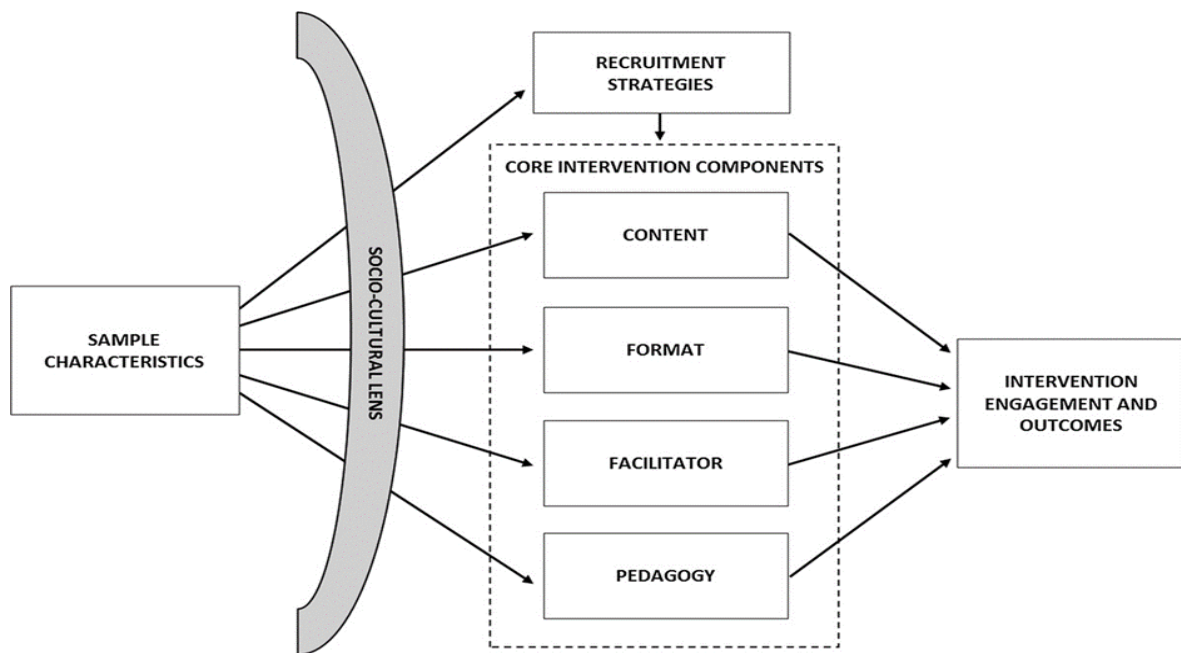 RECRUITMENT
STRATEGIES
CORE INTERVENTION COMPONENTS
SOCIO-CULTURAL LENS
SAMPLE
CHARACTERISTICS
CONTENT
FORMAT
FACILITATOR
PEDAGOGY
INTERVENTION
ENGAGEMENT AND
OUTCOMES